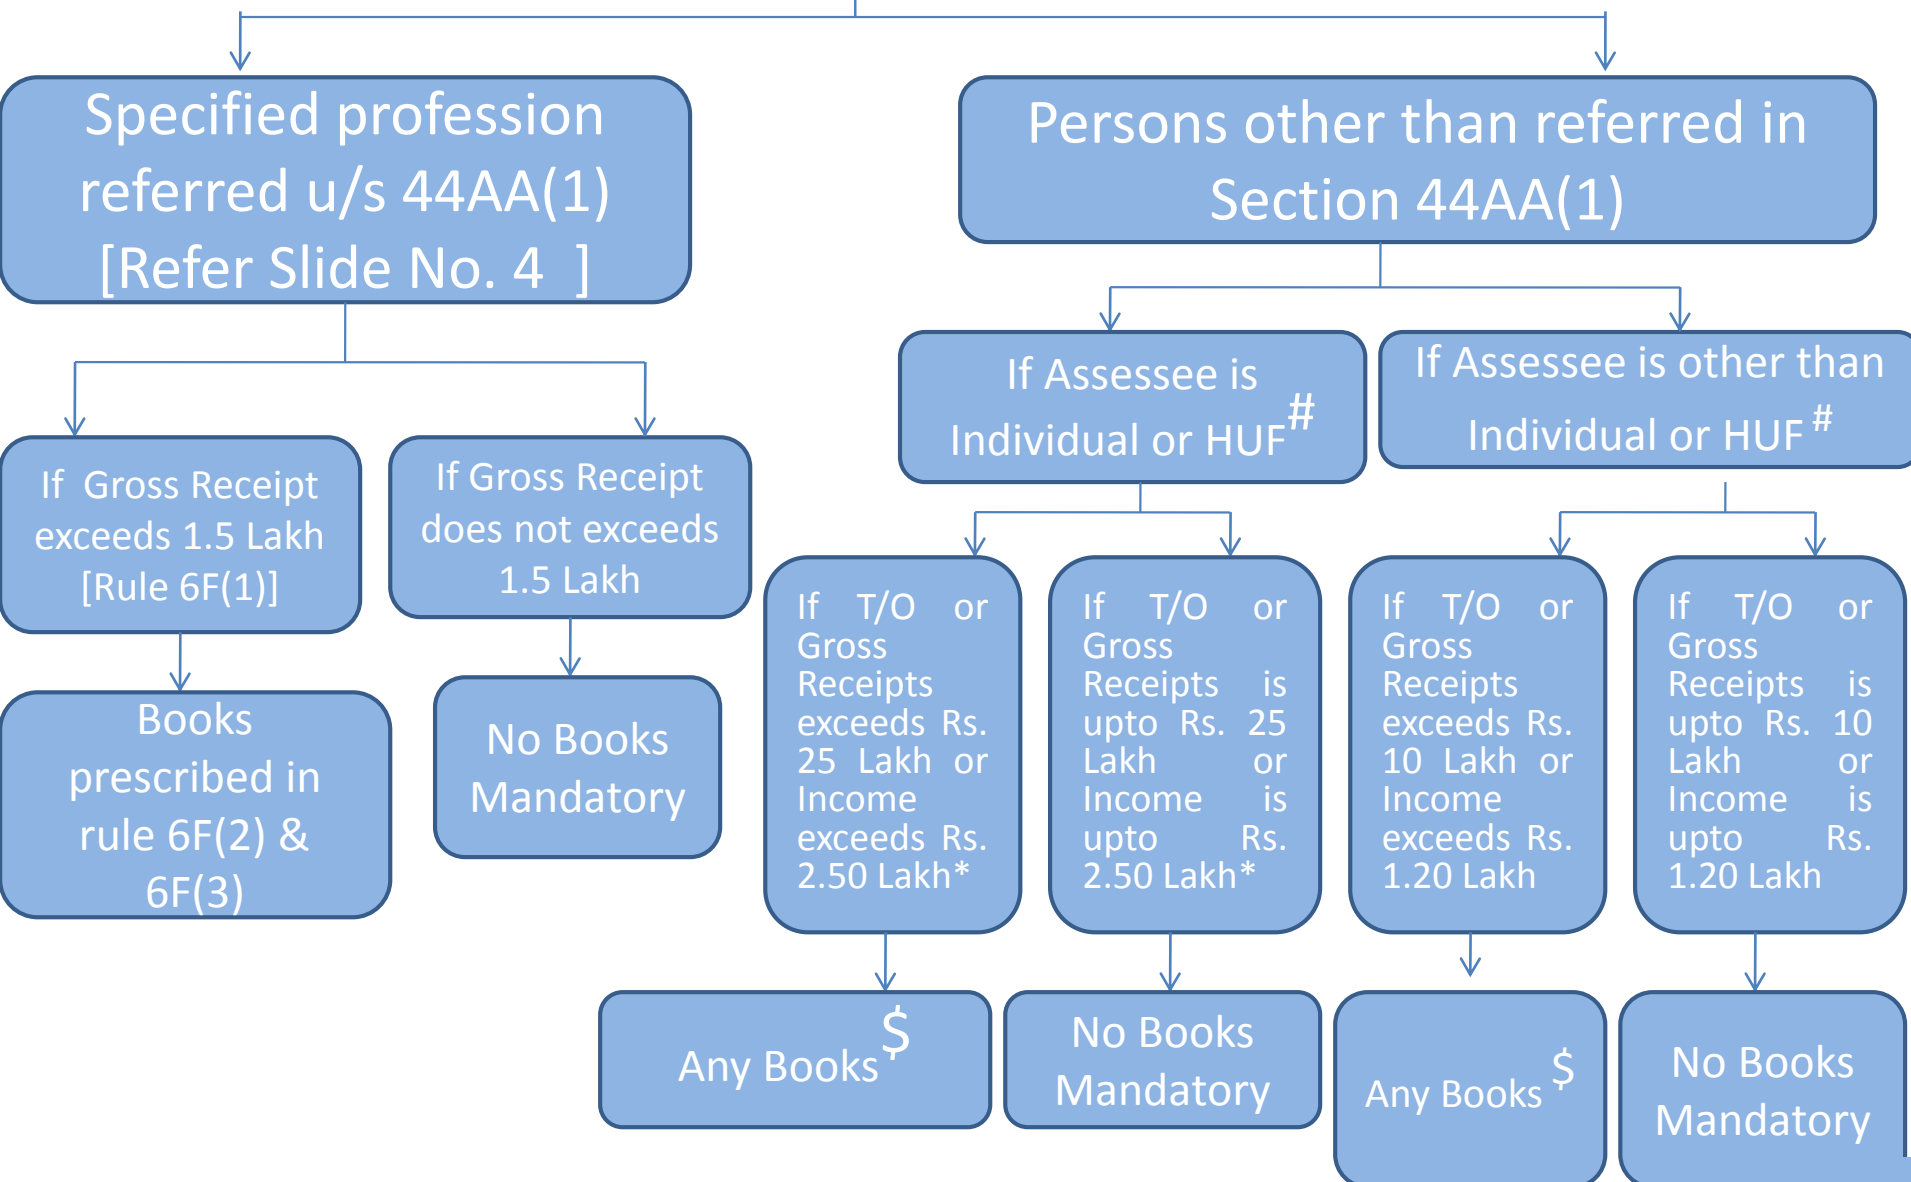 Specified profession
referred u/s 44AA(1)
[Refer Slide No. 4  ]
Persons other than referred in
Section 44AA(1)
If Assessee is
Individual or HUF#
If Assessee is other than
Individual or HUF #
If  Gross Receipt
exceeds 1.5 Lakh
[Rule 6F(1)]
If Gross Receipt
does not exceeds
1.5 Lakh
If T/O or
Gross
Receipts
exceeds Rs.
25 Lakh or
Income
exceeds Rs.
2.50 Lakh*
If T/O or
Gross
Receipts is
upto Rs. 25
Lakh or
Income is
upto Rs.
2.50 Lakh*
If T/O or
Gross
Receipts
exceeds Rs.
10 Lakh or
Income
exceeds Rs.
1.20 Lakh
If T/O or
Gross
Receipts is
upto Rs. 10
Lakh or
Income is
upto Rs.
1.20 Lakh
Books
prescribed in
rule 6F(2) &
6F(3)
No Books
Mandatory
Any Books$
No Books
Mandatory
Any Books $
No Books
Mandatory